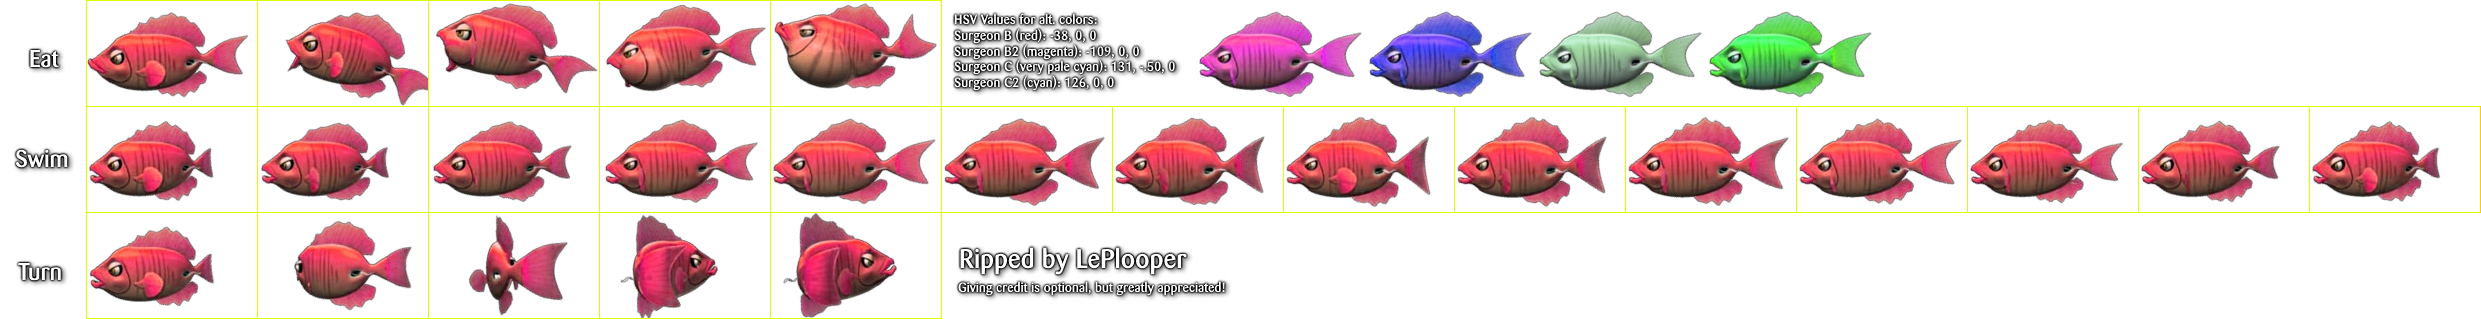 Eat
HSV Values for alt. colors:
Surgeon B (red): -38, 0, 0
Surgeon B2 (magenta): -109, 0, 0
Surgeon C (very pale cyan): 131, -.50, 0
Surgeon C2 (cyan): 126, 0, 0
Swim
Turn
Ripped by LePlooper
Giving credit is optional, but greatly appreciated!